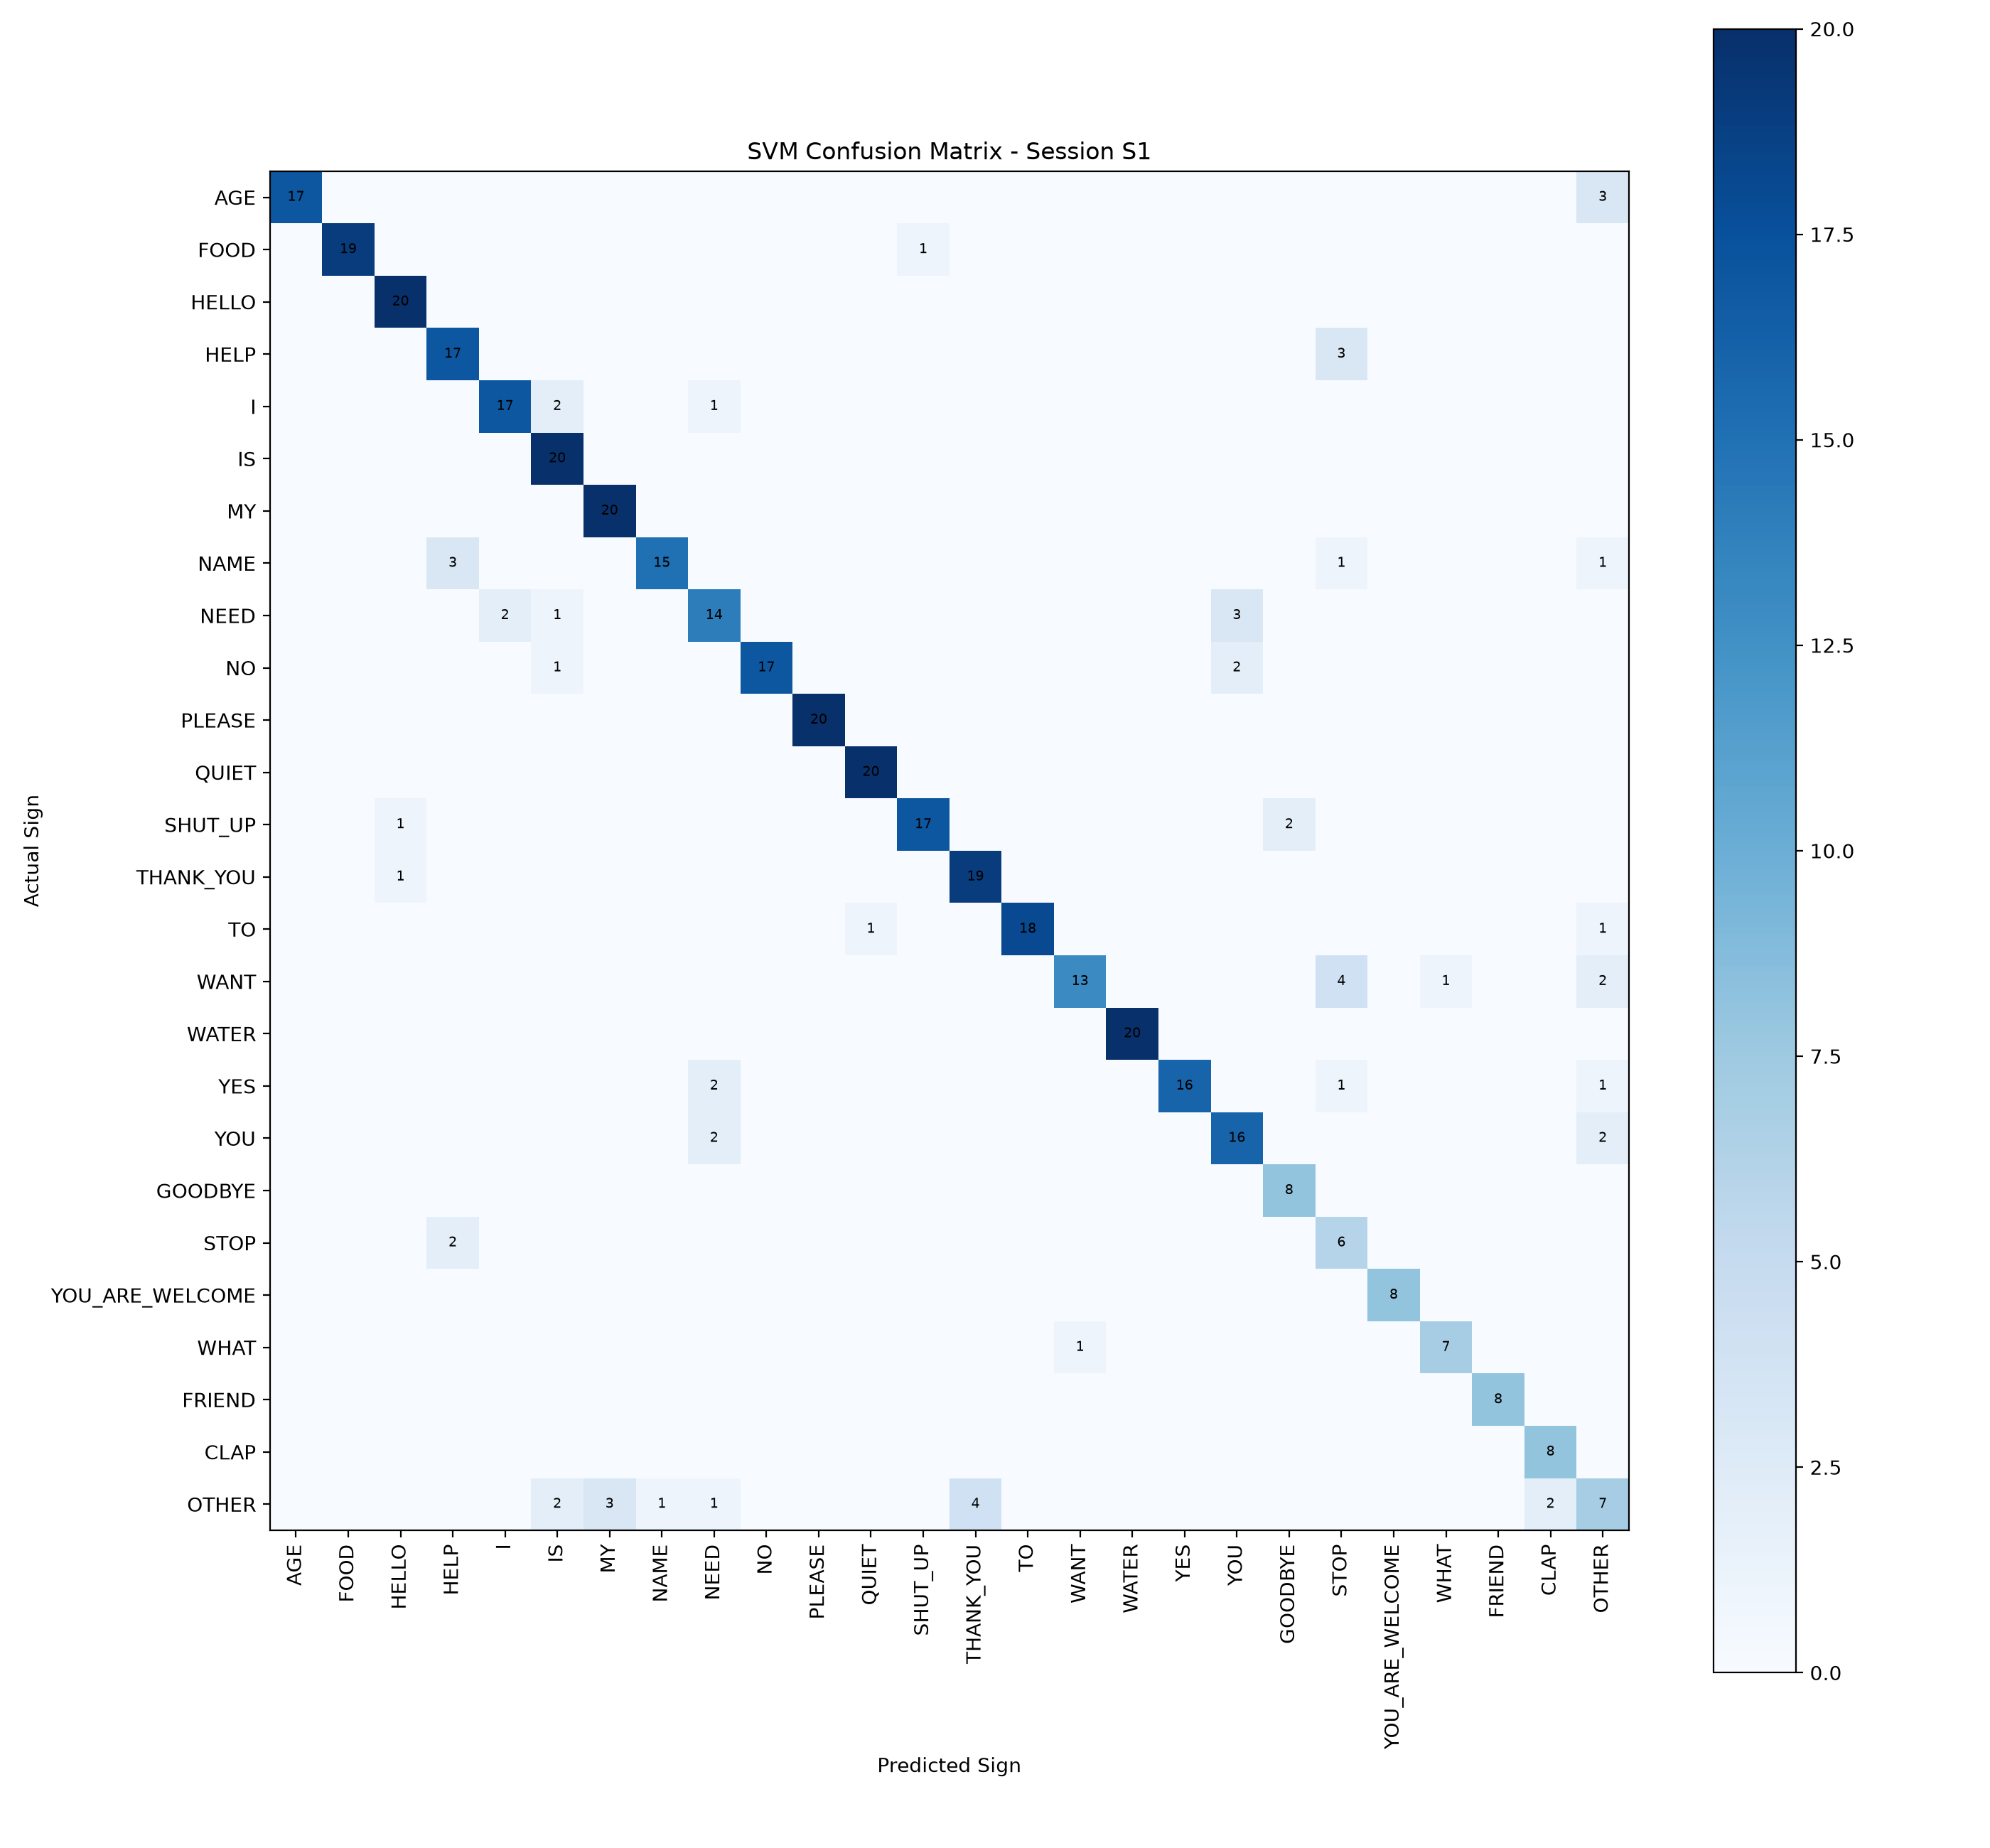 SVM Confusion Matrix - Session S1
AGE 17 3
FOOD 19 1
HELLO 20
HELP 17 3
I 17 2 1
IS 20
MY 20
NAME 3 15 1 1
NEED 2 1 14 3
NO 1 17 2
PLEASE 20
QUIET 20
SHUT_UP 1 17 2
THANK_YOU 1 19
TO 1 18 1
WANT 13 4 1 2
WATER 20
YES 2 16 1 1
YOU 2 16 2
GOODBYE 8
STOP 2 6
YOU_ARE_WELCOME 8
WHAT 1 7
FRIEND 8
CLAP 8
OTHER 2 3 1 1 4 2 7
Actual Sign
AGE
FOOD
HELLO
HELP
I
IS
MY
NAME
NEED
NO
PLEASE
QUIET
SHUT_UP
THANK_YOU
TO
WANT
WATER
YES
YOU
GOODBYE
STOP
YOU_ARE_WELCOME
WHAT
FRIEND
CLAP
OTHER
Predicted Sign
20.0
17.5
15.0
12.5
10.0
7.5
5.0
2.5
0.0